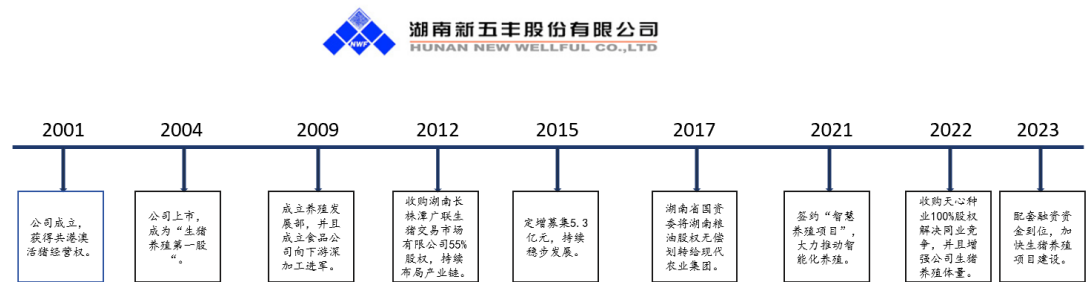 NWF
湖南新五丰股份有限公司
HUNAN NEW WELLFUL CO.,LTD
2001
2004
2009
2012
2015
2017
2021
2022
2023
公司成立，
获得共港澳
活猪经营权。
公司上市，
成为“生猪
养殖第一股
“。
成立养殖发
展部，并且
成立食品公
司向下游深
加工进军。
收购湖南长
株潭广联生
猪交易市场
有限公司55%
股权，持续
布局产业链。
定增募集5.3
亿元，持续
稳步发展。
湖南省国资
委将湖南粮
油股权无偿
划转给现代
农业集团。
签约“智慧
养殖项目”，
大力推动智
能化养殖。
收购天心种
业100%股权
解决同业竞
争，并且增
强公司生猪
养殖体量。
配套融资资
金到位，加
快生猪养殖
项目建设。